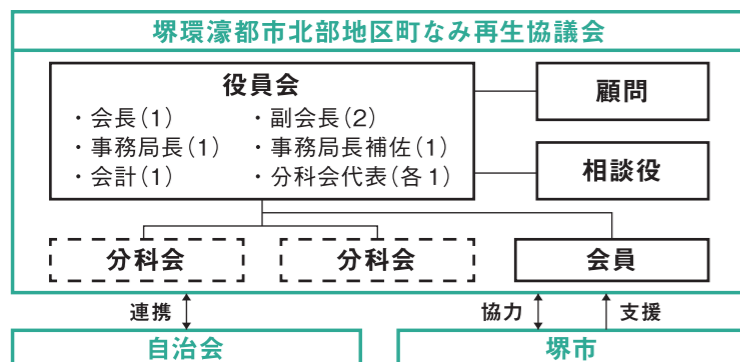 堺環濠都市北部地区町なみ再生協議会
役員会
・会長(1)
・副会長(2)
・事務局長(1)
・事務局長補佐(1)
・会計(1)
・分科会代表(各1)
顧問
相談役
分科会
分科会
会員
連携
協力
支援
自治会
堺市